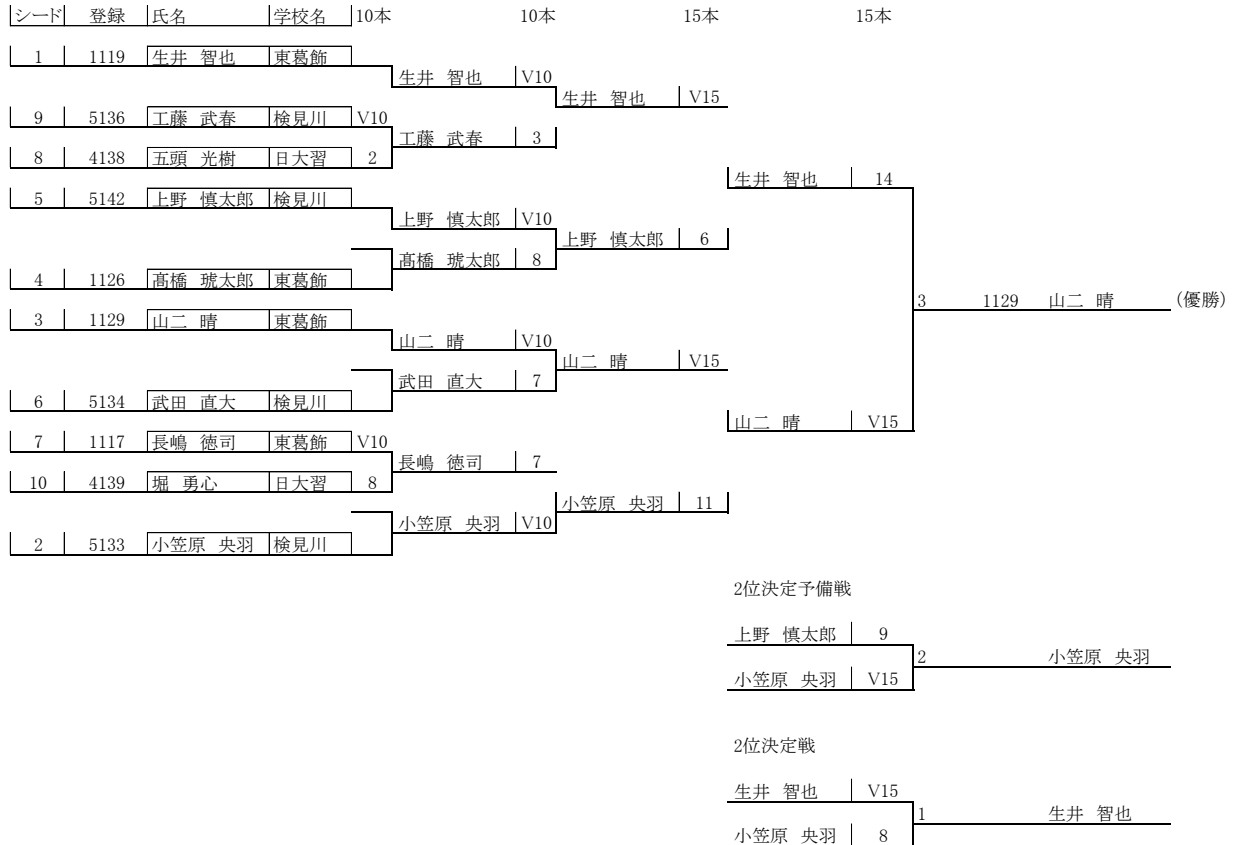 シード 登録 氏名 学校名 10本 10本 15本 15本
1 1119 生井 智也 東葛飾
生井 智也 V10
生井 智也 V15
9 5136 工藤 武春 検見川 V10
工藤 武春 3
8 4138 五頭 光樹 日大習 2
生井 智也 14
5 5142 上野 慎太郎 検見川
上野 慎太郎 V10
上野 慎太郎 6
髙橋 琥太郎 8
4 1126 髙橋 琥太郎 東葛飾
3 1129 山二 晴 (優勝)
3 1129 山二 晴 東葛飾
山二 晴 V10
山二 晴 V15
武田 直大 7
6 5134 武田 直大 検見川
山二 晴 V15
7 1117 長嶋 徳司 東葛飾 V10
長嶋 徳司 7
10 4139 堀 勇心 日大習 8
小笠原 央羽 11
小笠原 央羽 V10
2 5133 小笠原 央羽 検見川
2位決定予備戦
上野 慎太郎 9
2 小笠原 央羽
小笠原 央羽 V15
2位決定戦
生井 智也 V15
1 生井 智也
小笠原 央羽 8